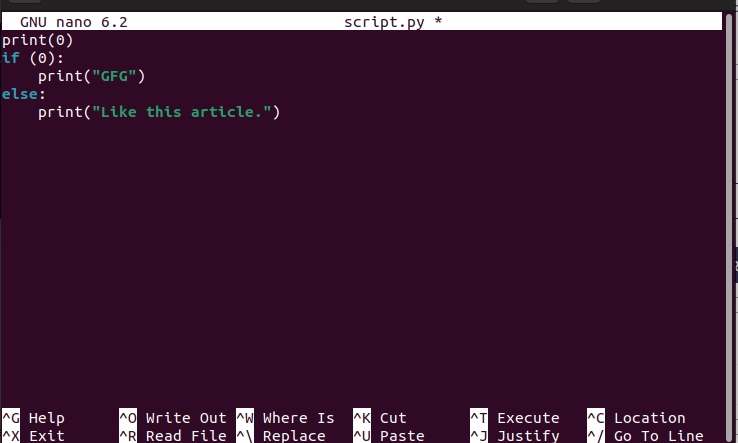 GNU nano 6.2 script.py *
print(0)
if (0):
    print("GFG")
else:
    print("Like this article.")
^G Help ^O Write Out ^W Where Is ^K Cut ^T Execute ^C Location
^X Exit ^R Read File ^\ Replace ^U Paste ^J Justify ^/ Go To Line